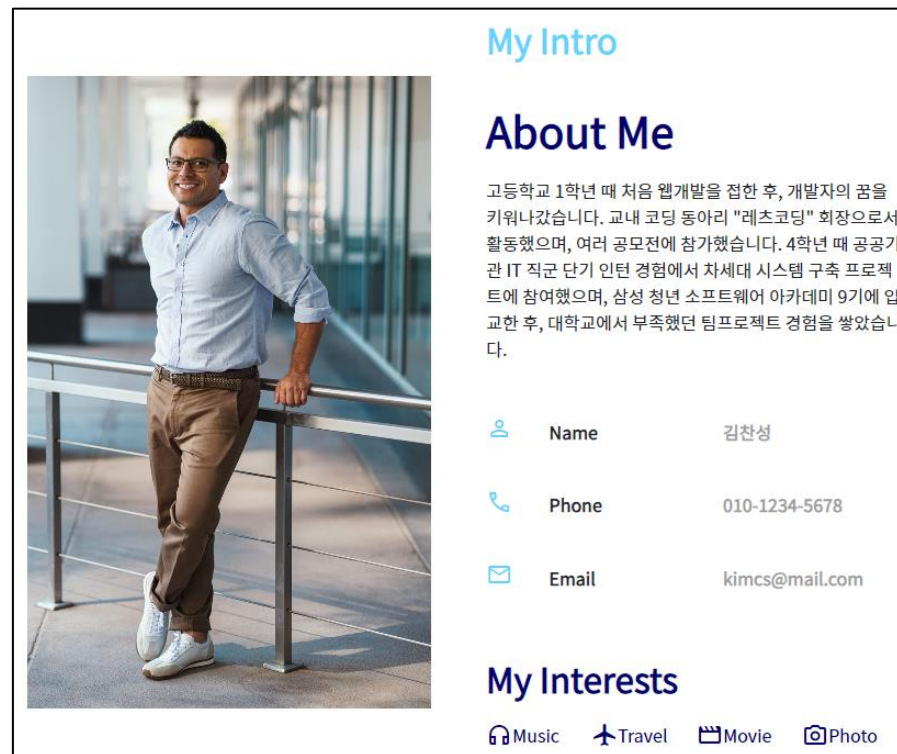 My Intro
About Me
고등학교 1학년 때 처음 웹개발을 접한 후, 개발자의 꿈을
키워나갔습니다. 교내 코딩 동아리 "레츠코딩" 회장으로서
활동했으며, 여러 공모전에 참가했습니다. 4학년 때 공공기
관 IT 직군 단기 인턴 경험에서 차세대 시스템 구축 프로젝
트에 참여했으며, 삼성 청년 소프트웨어 아카데미 9기에 입
교한 후, 대학교에서 부족했던 팀프로젝트 경험을 쌓았습니
다.
Name 김찬성
Phone 010-1234-5678
Email kimcs@mail.com
My Interests
Music Travel Movie Photo